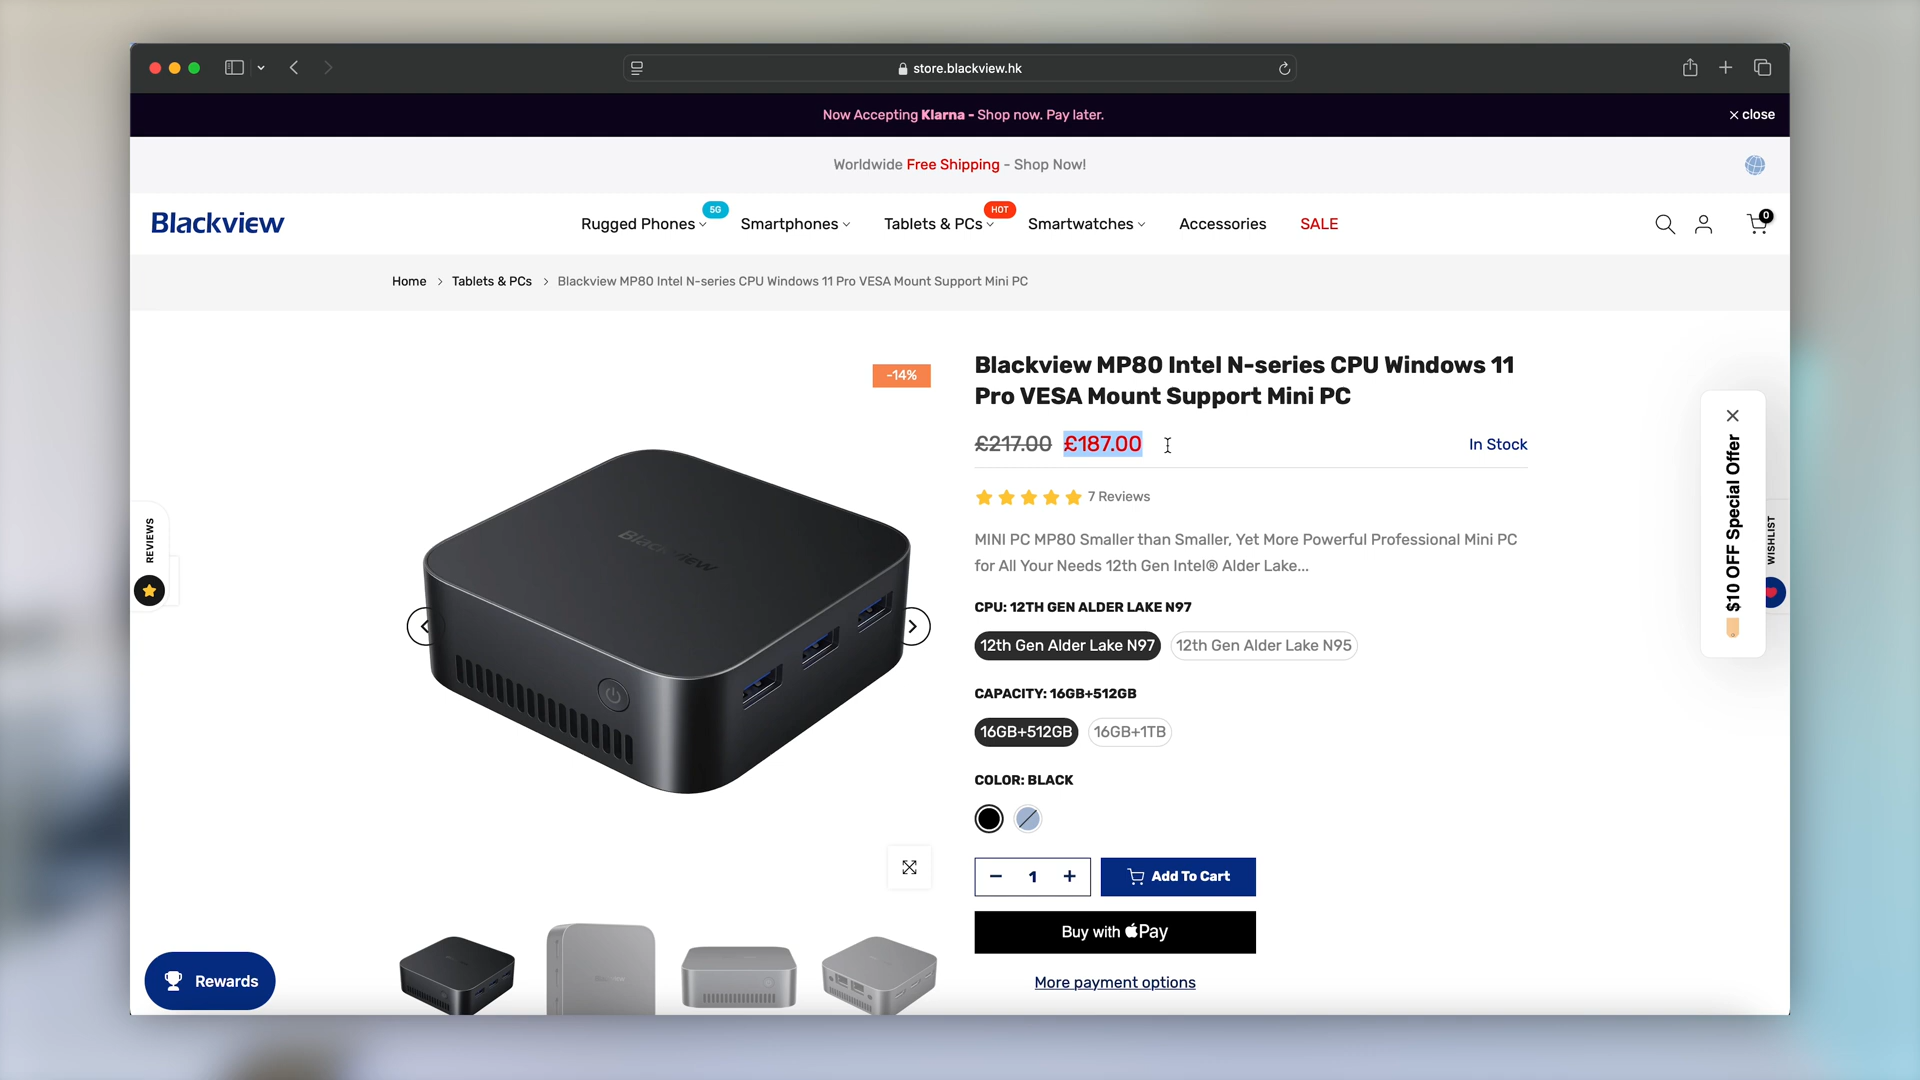 store.blackview.hk
Now Accepting Klarna - Shop now. Pay later.
× close
Worldwide Free Shipping - Shop Now!
Blackview
Rugged Phones
5G
Smartphones
Tablets & PCs
HOT
Smartwatches
Accessories
SALE
0
Home > Tablets & PCs > Blackview MP80 Intel N-series CPU Windows 11 Pro VESA Mount Support Mini PC
-14%
Blackview
Blackview MP80 Intel N-series CPU Windows 11
Pro VESA Mount Support Mini PC
£217.00 £187.00
In Stock
7 Reviews
MINI PC MP80 Smaller than Smaller, Yet More Powerful Professional Mini PC
for All Your Needs 12th Gen Intel® Alder Lake...
CPU: 12TH GEN ALDER LAKE N97
12th Gen Alder Lake N97
12th Gen Alder Lake N95
CAPACITY: 16GB+512GB
16GB+512GB
16GB+1TB
COLOR: BLACK
− 1 +
Add To Cart
Buy with Pay
More payment options
REVIEWS
$10 OFF Special Offer
WISHLIST
Rewards